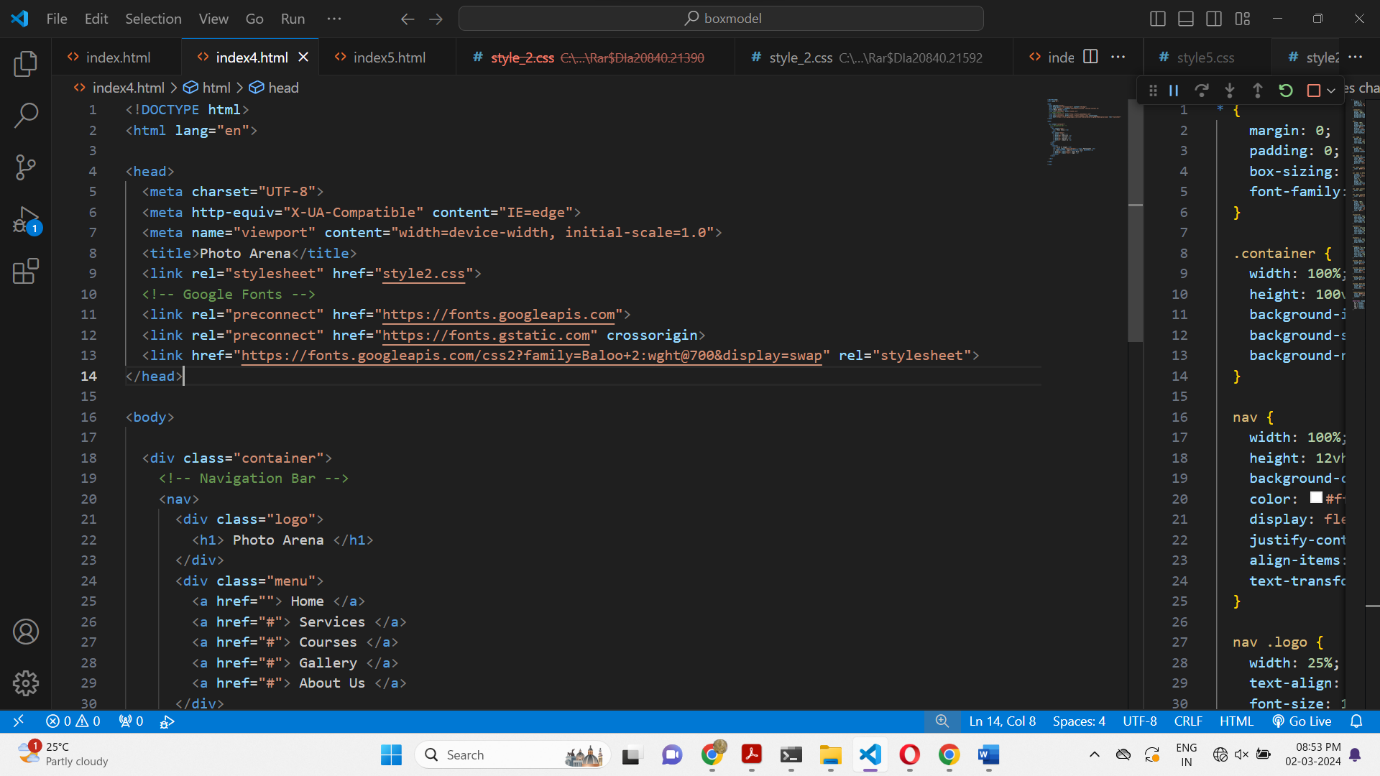 File Edit Selection View Go Run ··· boxmodel
index.html index4.html index5.html style_2.css C:\...\Rar$DIa20840.21390 style_2.css C:\...\Rar$DIa20840.21592 inde ··· style5.css style2 ···
index4.html > html > head
es cha
1 <!DOCTYPE html>
2 <html lang="en">
3
4 <head>
5 <meta charset="UTF-8">
6 <meta http-equiv="X-UA-Compatible" content="IE=edge">
7 <meta name="viewport" content="width=device-width, initial-scale=1.0">
8 <title>Photo Arena</title>
9 <link rel="stylesheet" href="style2.css">
10 <!-- Google Fonts -->
11 <link rel="preconnect" href="https://fonts.googleapis.com">
12 <link rel="preconnect" href="https://fonts.gstatic.com" crossorigin>
13 <link href="https://fonts.googleapis.com/css2?family=Baloo+2:wght@700&display=swap" rel="stylesheet">
14 </head>
15
16 <body>
17
18 <div class="container">
19 <!-- Navigation Bar -->
20 <nav>
21 <div class="logo">
22 <h1> Photo Arena </h1>
23 </div>
24 <div class="menu">
25 <a href=""> Home </a>
26 <a href="#"> Services </a>
27 <a href="#"> Courses </a>
28 <a href="#"> Gallery </a>
29 <a href="#"> About Us </a>
30 </div>
1 * {
2 margin: 0;
3 padding: 0;
4 box-sizing:
5 font-family:
6 }
7
8 .container {
9 width: 100%;
10 height: 100v
11 background-i
12 background-s
13 background-r
14 }
15
16 nav {
17 width: 100%;
18 height: 12vh
19 background-c
20 color: #ff
21 display: fle
22 justify-cont
23 align-items:
24 text-transfo
25 }
26
27 nav .logo {
28 width: 25%;
29 text-align:
30 font-size: 1
1
0 0 0 Ln 14, Col 8 Spaces: 4 UTF-8 CRLF HTML Go Live
1 25°C
Partly cloudy
Search
ENG
IN
08:53 PM
02-03-2024